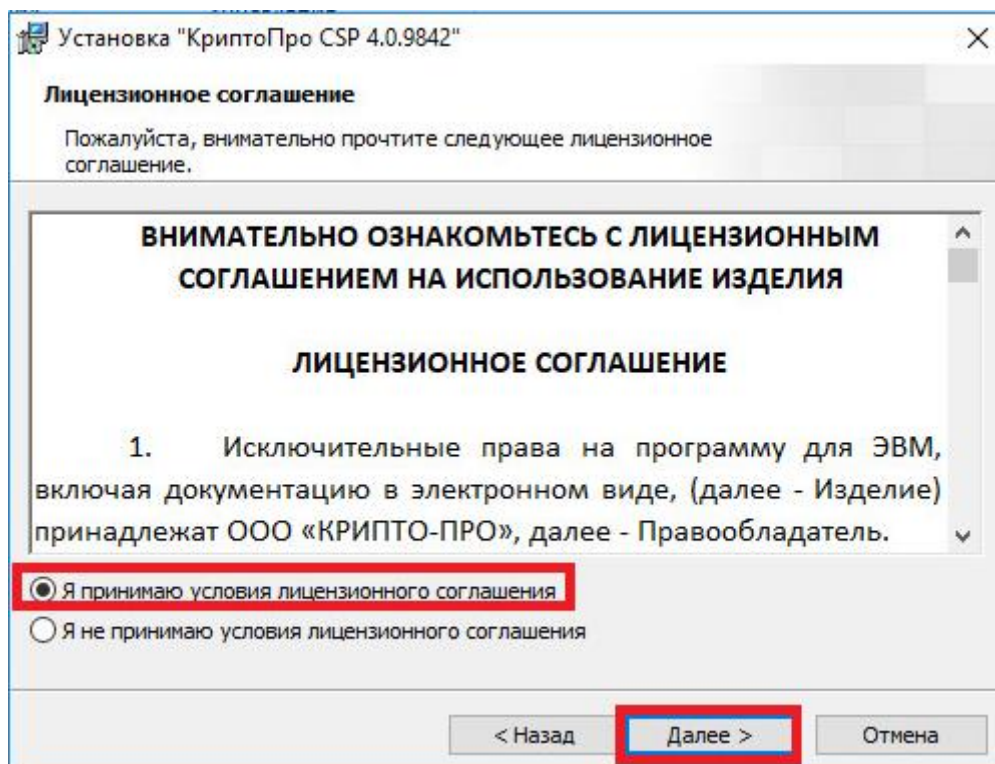 Установка "КриптоПро CSP 4.0.9842"
Лицензионное соглашение
Пожалуйста, внимательно прочтите следующее лицензионное
соглашение.
ВНИМАТЕЛЬНО ОЗНАКОМЬТЕСЬ С ЛИЦЕНЗИОННЫМ
СОГЛАШЕНИЕМ НА ИСПОЛЬЗОВАНИЕ ИЗДЕЛИЯ
ЛИЦЕНЗИОННОЕ СОГЛАШЕНИЕ
1. Исключительные права на программу для ЭВМ,
включая документацию в электронном виде, (далее - Изделие)
принадлежат ООО «КРИПТО-ПРО», далее - Правообладатель.
Я принимаю условия лицензионного соглашения
Я не принимаю условия лицензионного соглашения
< Назад Далее > Отмена